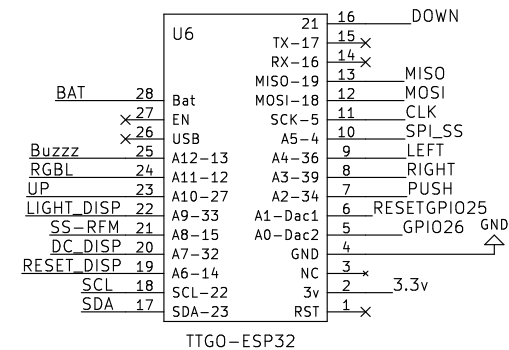 U6
21 16 DOWN
TX-17 15
RX-16 14
MISO-19 13 MISO
BAT 28 Bat MOSI-18 12 MOSI
27 EN SCK-5 11 CLK
26 USB A5-4 10 SPI_SS
Buzzz 25 A12-13 A4-36 9 LEFT
RGBL 24 A11-12 A3-39 8 RIGHT
UP 23 A10-27 A2-34 7 PUSH
LIGHT_DISP 22 A9-33 A1-Dac1 6 RESETGPIO25
SS-RFM 21 A8-15 A0-Dac2 5 GPIO26
DC_DISP 20 A7-32 GND 4 GND
RESET_DISP 19 A6-14 NC 3
SCL 18 SCL-22 3v 2 3.3v
SDA 17 SDA-23 RST 1
TTGO-ESP32